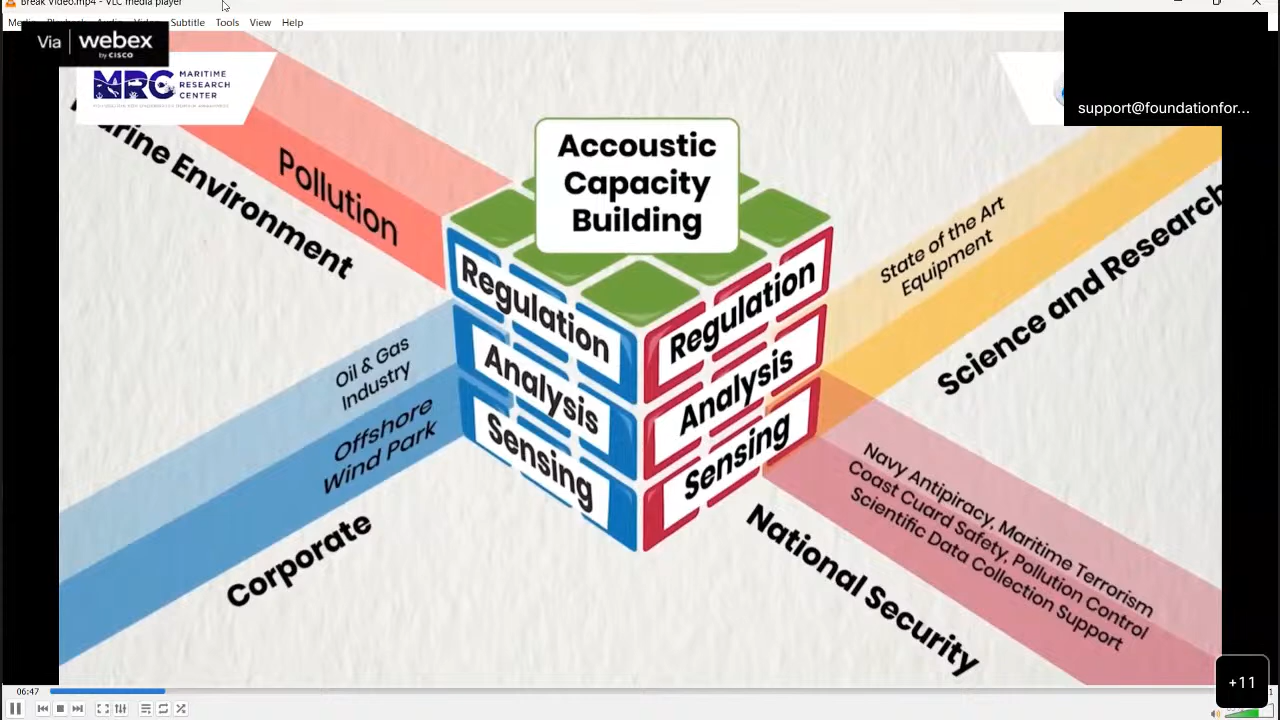 Break Video.mp4 - VLC media player
Subtitle Tools View Help
Via webex
by CISCO
MRC MARITIME
RESEARCH
CENTER
support@foundationfor...
Accoustic
Capacity
Building
Marine Environment
Pollution
Regulation
Analysis
Sensing
Regulation
Analysis
Sensing
State of the Art
Equipment
Science and Research
Oil & Gas
Industry
Offshore
Wind Park
Corporate
Navy Antipiracy, Maritime Terrorism
Coast Guard Safety, Pollution Control
Scientific Data Collection Support
National Security
06:47
+11